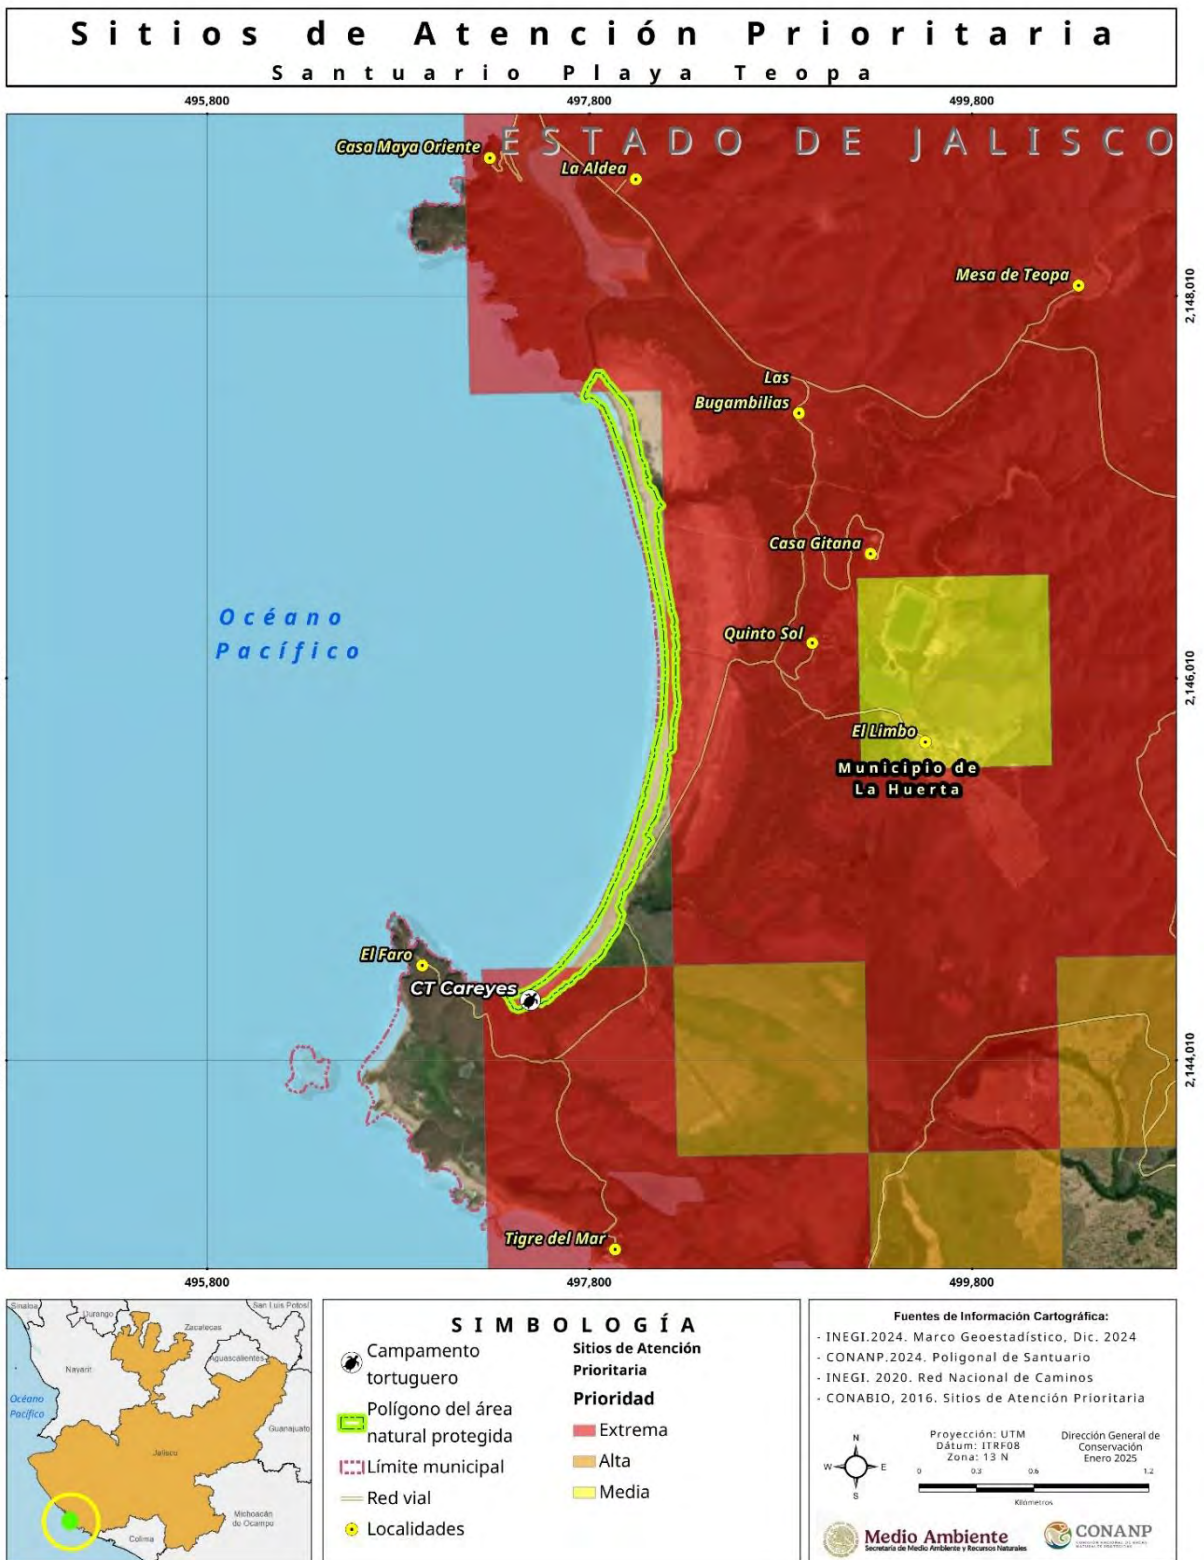 Sitios de Atención Prioritaria
Santuario Playa Teopa
495,800 497,800 499,800
ESTADO DE JALISCO
Casa Maya Oriente
La Aldea
Mesa de Teopa
2,148,010
Las
Bugambilias
Casa Gitana
Océano
Pacífico
Quinto Sol
2,146,010
El Limbo
Municipio de
La Huerta
El Faro
CT Careyes
2,144,010
Tigre del Mar
495,800 497,800 499,800
Sinaloa
Durango
San Luis Potosí
Zacatecas
Nayarit
Aguascalientes
Océano
Pacífico
Guanajuato
Jalisco
Michoacán
de Ocampo
Colima
SIMBOLOGÍA
Campamento
tortuguero
Polígono del área
natural protegida
Límite municipal
Red vial
Localidades
Sitios de Atención
Prioritaria
Prioridad
Extrema
Alta
Media
Fuentes de Información Cartográfica:
- INEGI.2024. Marco Geoestadístico, Dic. 2024
- CONANP.2024. Poligonal de Santuario
- INEGI. 2020. Red Nacional de Caminos
- CONABIO, 2016. Sitios de Atención Prioritaria
N
W E
S
Proyección: UTM
Dátum: ITRF08
Zona: 13 N
Dirección General de
Conservación
Enero 2025
0 0.3 0.6 1.2
Kilómetros
Medio Ambiente
Secretaría de Medio Ambiente y Recursos Naturales
CONANP